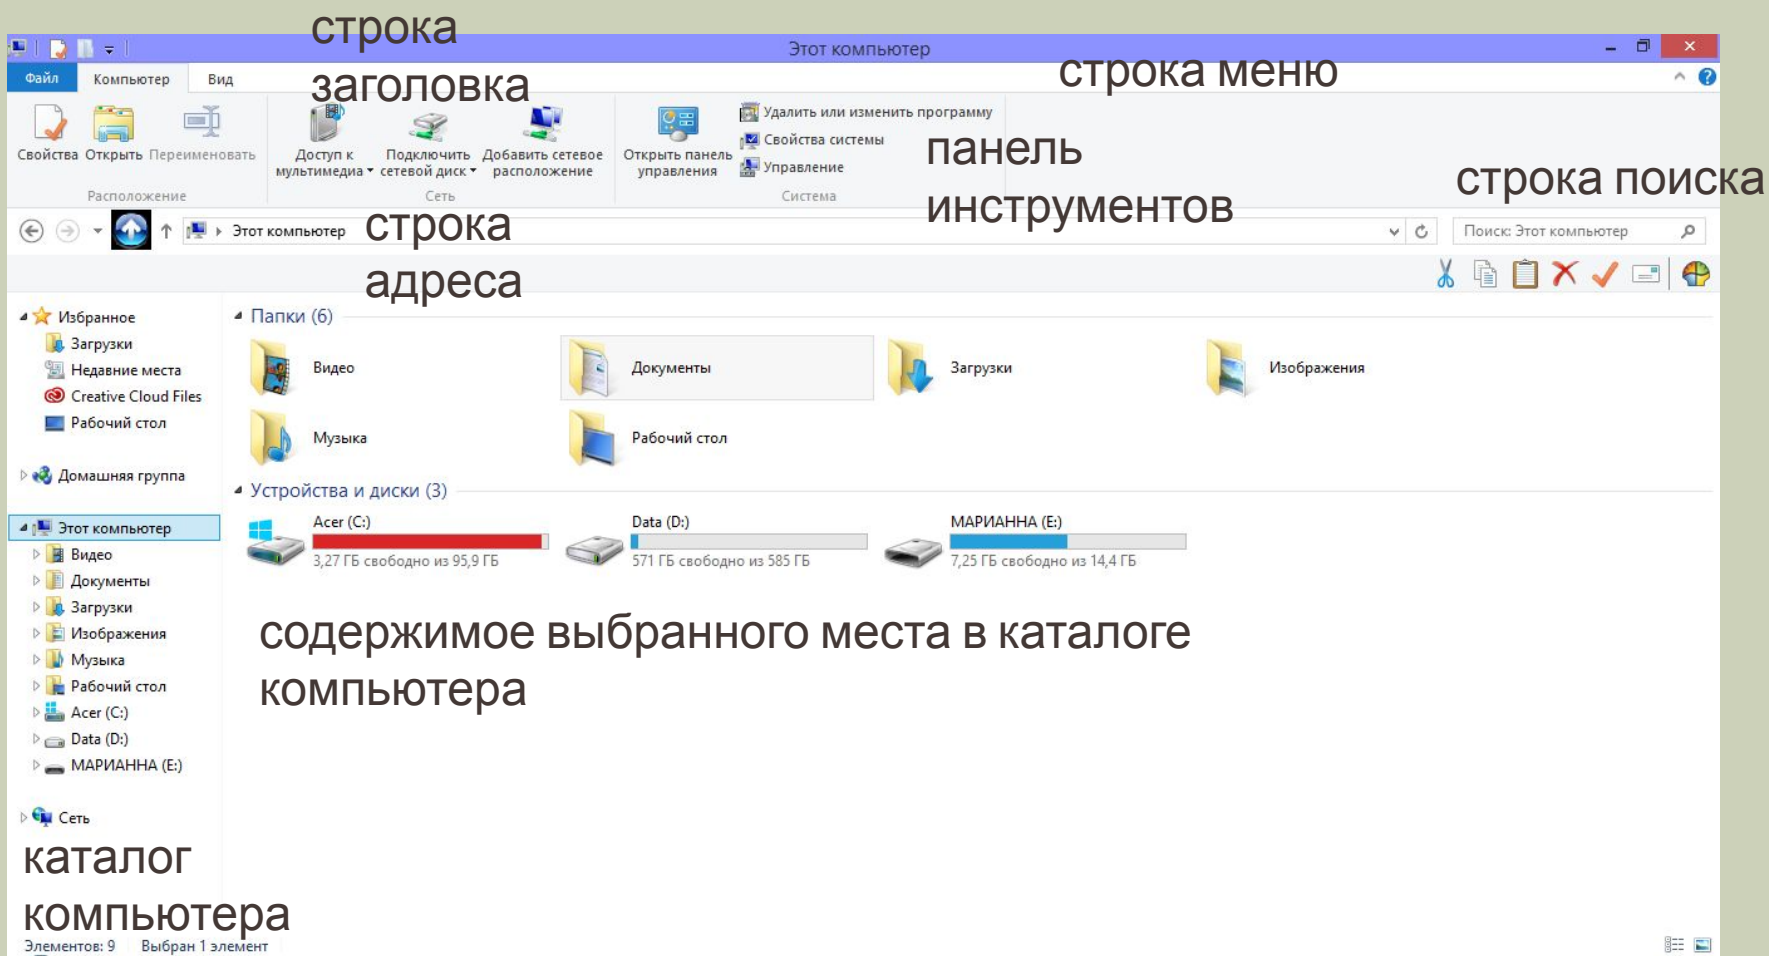 строка
заголовка
Этот компьютер
Файл Компьютер Вид
строка меню
Свойства Открыть Переименовать
Расположение
Доступ к мультимедиа
Подключить сетевой диск
Добавить сетевое расположение
Сеть
Открыть панель управления
Удалить или изменить программу
Свойства системы
Управление
Система
панель
инструментов
строка поиска
Этот компьютер
строка
адреса
Поиск: Этот компьютер
Избранное
Загрузки
Недавние места
Creative Cloud Files
Рабочий стол
Домашняя группа
Этот компьютер
Видео
Документы
Загрузки
Изображения
Музыка
Рабочий стол
Acer (C:)
Data (D:)
МАРИАННА (E:)
Сеть
каталог
компьютера
Папки (6)
Видео Документы Загрузки Изображения
Музыка Рабочий стол
Устройства и диски (3)
Acer (C:) Data (D:) МАРИАННА (E:)
3,27 ГБ свободно из 95,9 ГБ 571 ГБ свободно из 585 ГБ 7,25 ГБ свободно из 14,4 ГБ
содержимое выбранного места в каталоге
компьютера
Элементов: 9 Выбран 1 элемент